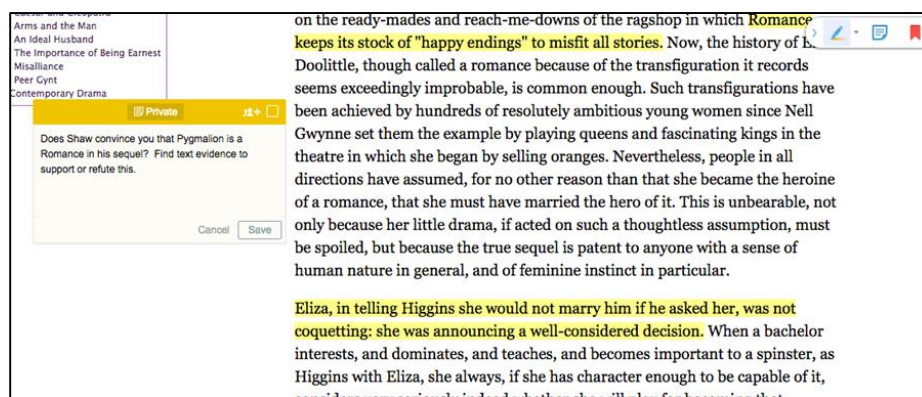 Arms and the Man
An Ideal Husband
The Importance of Being Earnest
Misalliance
Peer Gynt
Contemporary Drama
Private
Does Shaw convince you that Pygmalion is a
Romance in his sequel? Find text evidence to
support or refute this.
Cancel Save
on the ready-mades and reach-me-downs of the ragshop in which Romance
keeps its stock of "happy endings" to misfit all stories. Now, the history of
Doolittle, though called a romance because of the transfiguration it records
seems exceedingly improbable, is common enough. Such transfigurations have
been achieved by hundreds of resolutely ambitious young women since Nell
Gwynne set them the example by playing queens and fascinating kings in the
theatre in which she began by selling oranges. Nevertheless, people in all
directions have assumed, for no other reason than that she became the heroine
of a romance, that she must have married the hero of it. This is unbearable, not
only because her little drama, if acted on such a thoughtless assumption, must
be spoiled, but because the true sequel is patent to anyone with a sense of
human nature in general, and of feminine instinct in particular.
Eliza, in telling Higgins she would not marry him if he asked her, was not
coquetting: she was announcing a well-considered decision. When a bachelor
interests, and dominates, and teaches, and becomes important to a spinster, as
Higgins with Eliza, she always, if she has character enough to be capable of it,